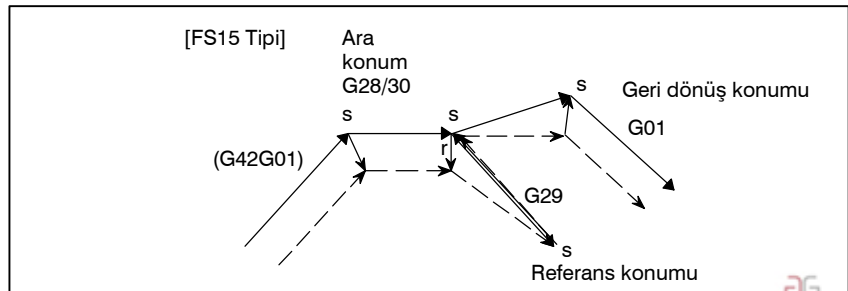 [FS15 Tipi]
Ara
konum
G28/30
s
s
s
Geri dönüş konumu
G01
(G42G01)
r
G29
s
Referans konumu